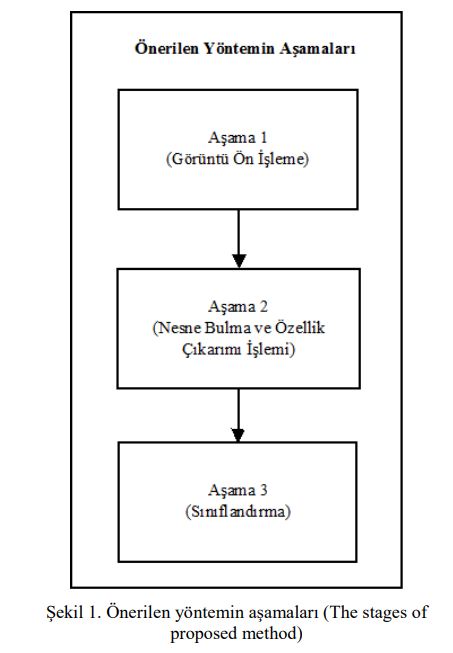 Önerilen Yöntemin Aşamaları
Aşama 1
(Görüntü Ön İşleme)
Aşama 2
(Nesne Bulma ve Özellik
Çıkarımı İşlemi)
Aşama 3
(Sınıflandırma)
Şekil 1. Önerilen yöntemin aşamaları (The stages of
proposed method)